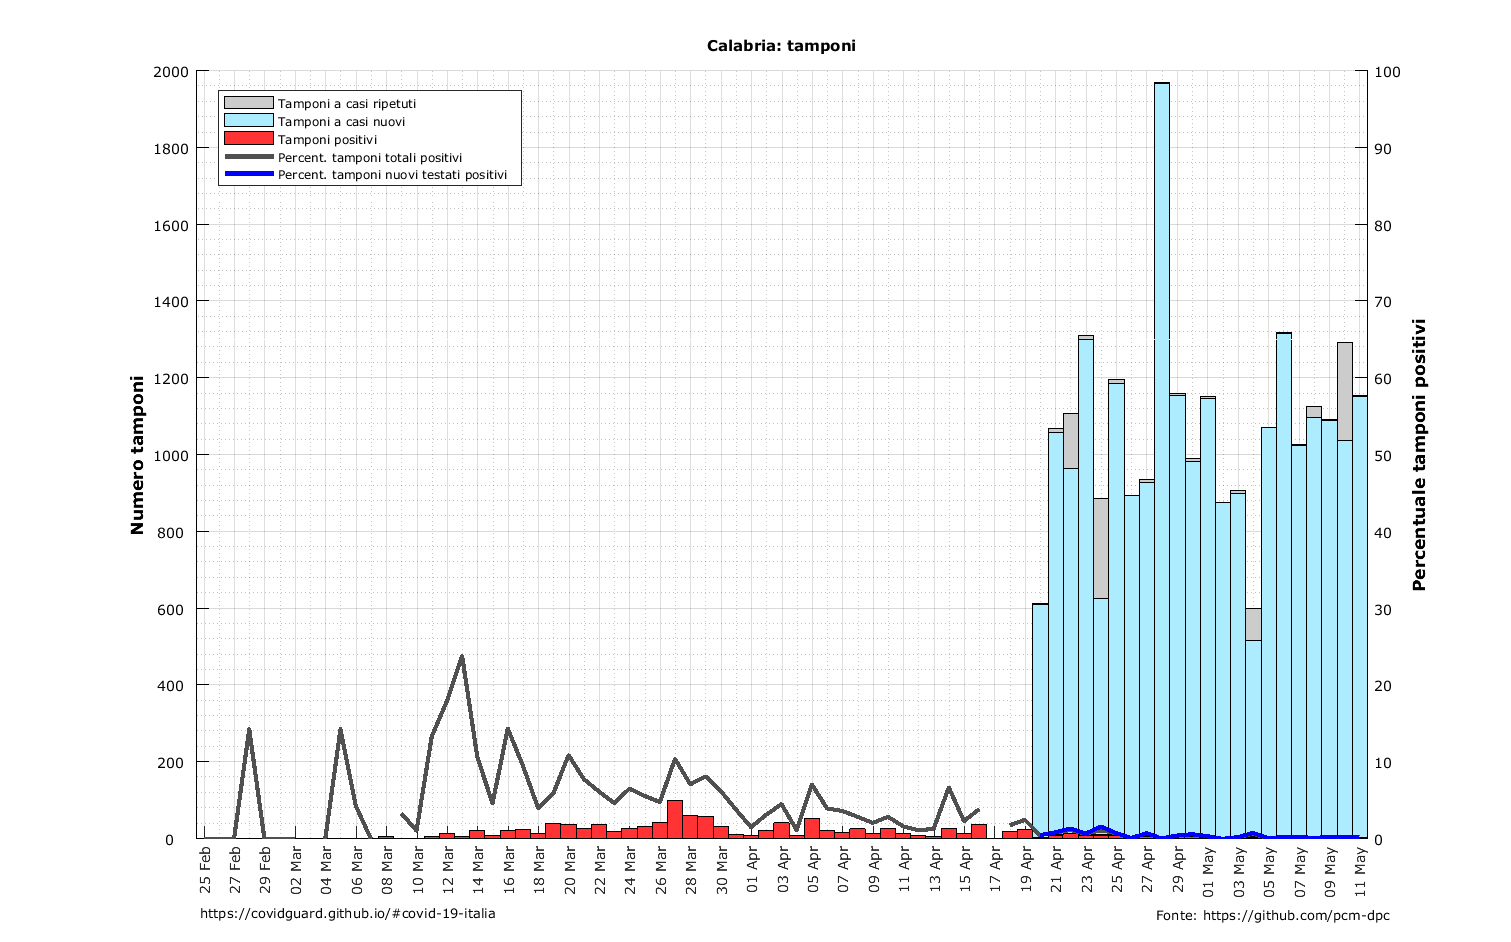 Calabria: tamponi
Tamponi a casi ripetuti
Tamponi a casi nuovi
Tamponi positivi
Percent. tamponi totali positivi
Percent. tamponi nuovi testati positivi
Numero tamponi
2000
1800
1600
1400
1200
1000
800
600
400
200
0
Percentuale tamponi positivi
100
90
80
70
60
50
40
30
20
10
0
25 Feb
27 Feb
29 Feb
02 Mar
04 Mar
06 Mar
08 Mar
10 Mar
12 Mar
14 Mar
16 Mar
18 Mar
20 Mar
22 Mar
24 Mar
26 Mar
28 Mar
30 Mar
01 Apr
03 Apr
05 Apr
07 Apr
09 Apr
11 Apr
13 Apr
15 Apr
17 Apr
19 Apr
21 Apr
23 Apr
25 Apr
27 Apr
29 Apr
01 May
03 May
05 May
07 May
09 May
11 May
https://covidguard.github.io/#covid-19-italia
Fonte: https://github.com/pcm-dpc